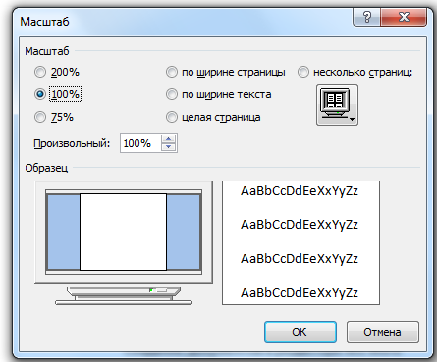 Масштаб
Масштаб
200%
по ширине страницы
несколько страниц:
100%
по ширине текста
75%
целая страница
Произвольный: 100%
Образец
AaBbCcDdEeXxYyZz
AaBbCcDdEeXxYyZz
AaBbCcDdEeXxYyZz
AaBbCcDdEeXxYyZz
ОК
Отмена